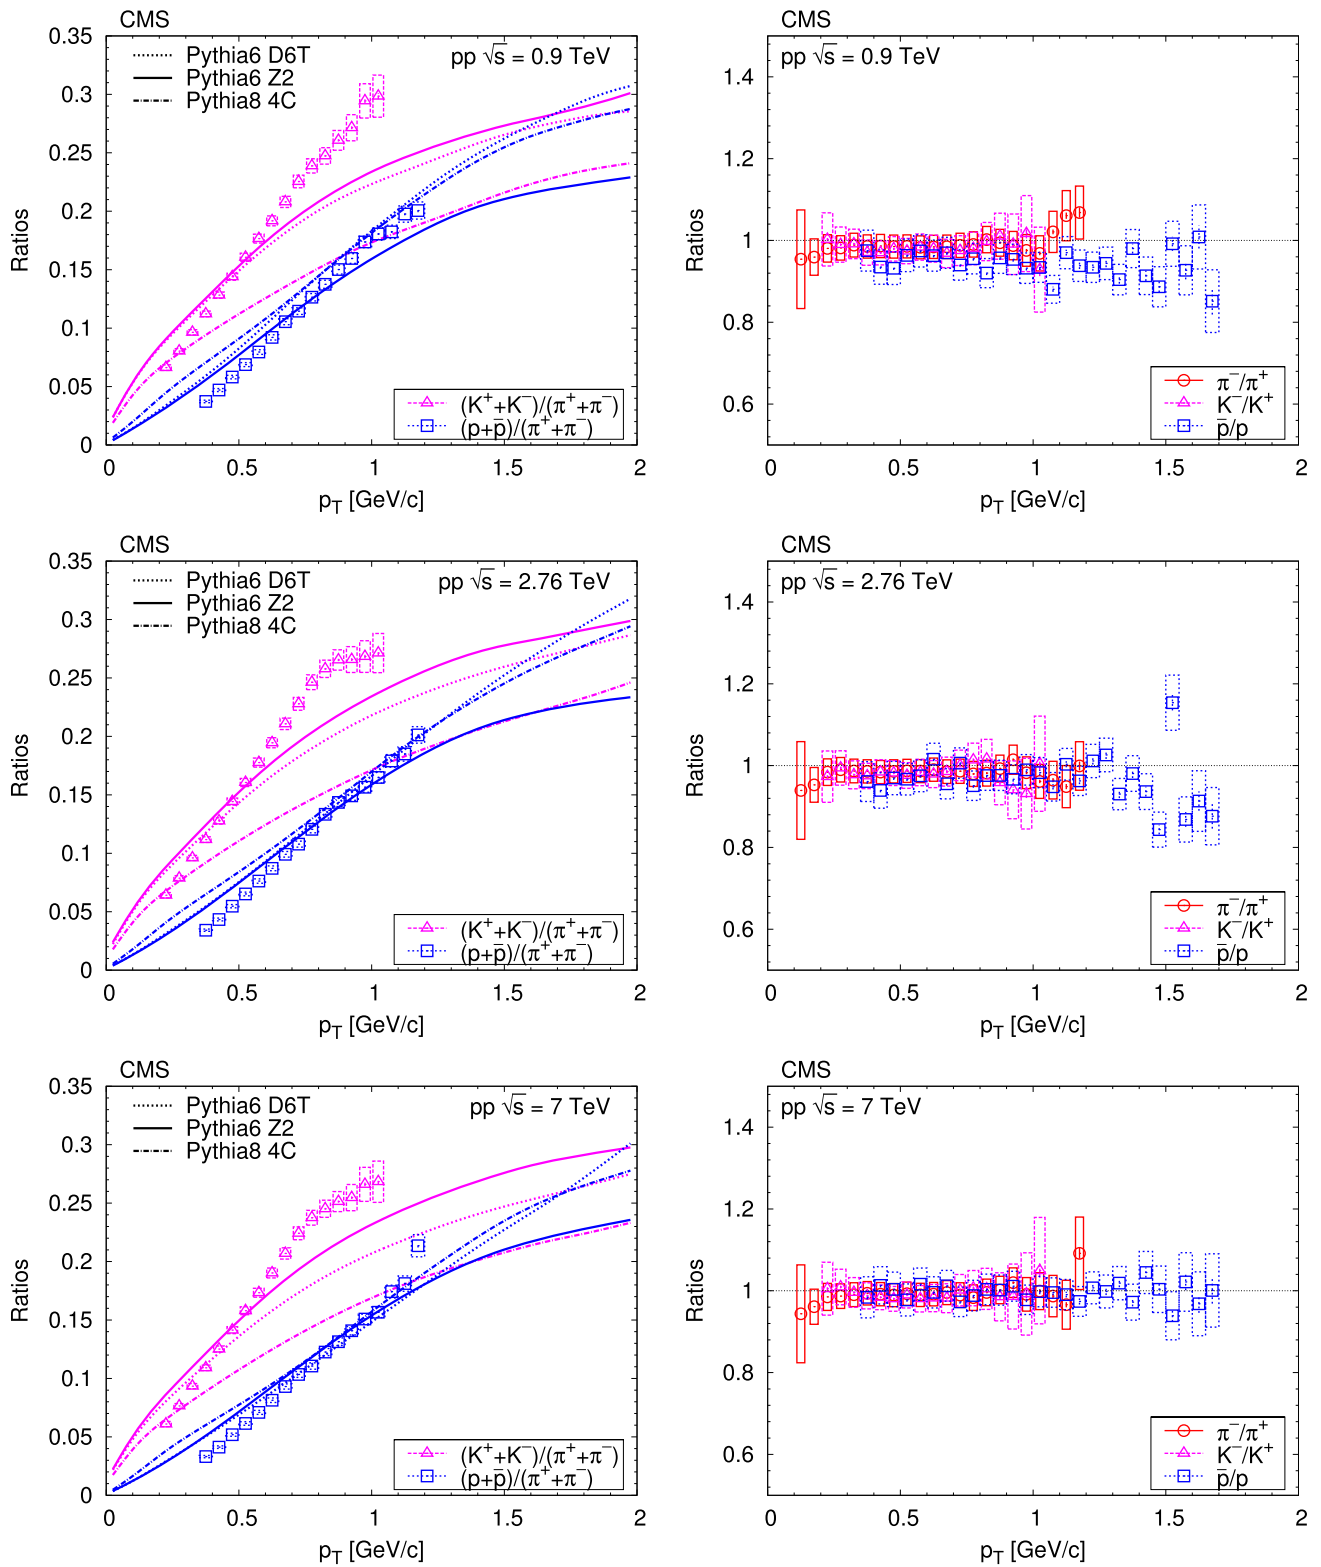 CMS
0.35
0.3
0.25
0.2
0.15
0.1
0.05
0
Ratios
Pythia6 D6T
Pythia6 Z2
Pythia8 4C
pp √s = 0.9 TeV
(K⁺+K⁻)/(π⁺+π⁻)
(p+p̅)/(π⁺+π⁻)
0 0.5 1 1.5 2
p_T [GeV/c]
CMS
1.4
1.2
1
0.8
0.6
Ratios
pp √s = 0.9 TeV
π⁻/π⁺
K⁻/K⁺
p̅/p
0 0.5 1 1.5 2
p_T [GeV/c]
CMS
0.35
0.3
0.25
0.2
0.15
0.1
0.05
0
Ratios
Pythia6 D6T
Pythia6 Z2
Pythia8 4C
pp √s = 2.76 TeV
(K⁺+K⁻)/(π⁺+π⁻)
(p+p̅)/(π⁺+π⁻)
0 0.5 1 1.5 2
p_T [GeV/c]
CMS
1.4
1.2
1
0.8
0.6
Ratios
pp √s = 2.76 TeV
π⁻/π⁺
K⁻/K⁺
p̅/p
0 0.5 1 1.5 2
p_T [GeV/c]
CMS
0.35
0.3
0.25
0.2
0.15
0.1
0.05
0
Ratios
Pythia6 D6T
Pythia6 Z2
Pythia8 4C
pp √s = 7 TeV
(K⁺+K⁻)/(π⁺+π⁻)
(p+p̅)/(π⁺+π⁻)
0 0.5 1 1.5 2
p_T [GeV/c]
CMS
1.4
1.2
1
0.8
0.6
Ratios
pp √s = 7 TeV
π⁻/π⁺
K⁻/K⁺
p̅/p
0 0.5 1 1.5 2
p_T [GeV/c]